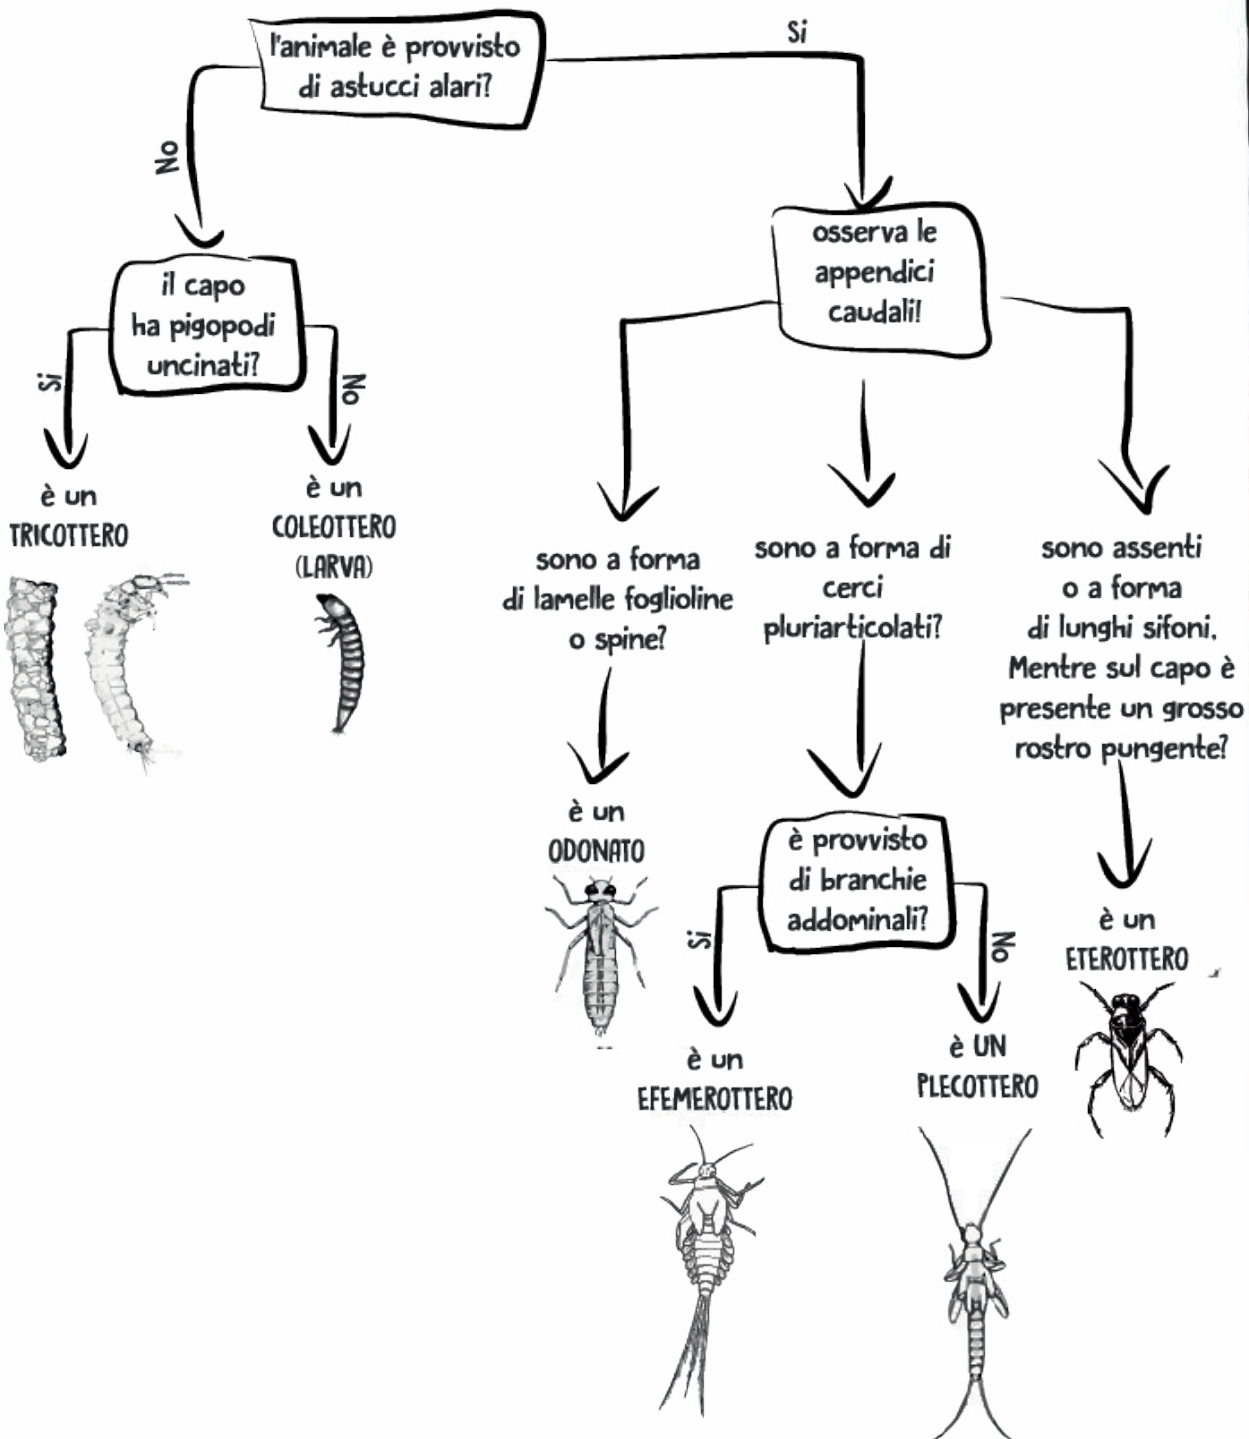 l'animale è provvisto
di astucci alari?
Si
No
il capo
ha pigopodi
uncinati?
Si
No
è un
TRICOTTERO
è un
COLEOTTERO
(LARVA)
osserva le
appendici
caudali!
sono a forma
di lamelle foglioline
o spine?
è un
ODONATO
sono a forma di
cerci
pluriarticolati?
è provvisto
di branchie
addominali?
Si
No
è un
EFEMEROTTERO
è UN
PLECOTTERO
sono assenti
o a forma
di lunghi sifoni.
Mentre sul capo è
presente un grosso
rostro pungente?
è un
ETEROTTERO